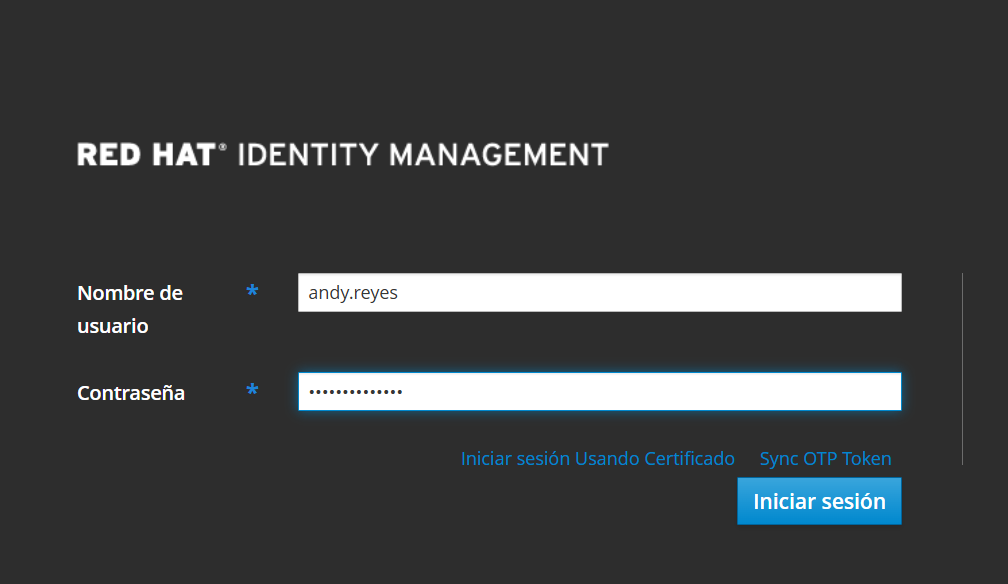 RED HAT® IDENTITY MANAGEMENT
Nombre de
usuario
*
andy.reyes
Contraseña
*
••••••••••••••
Iniciar sesión Usando Certificado
Sync OTP Token
Iniciar sesión